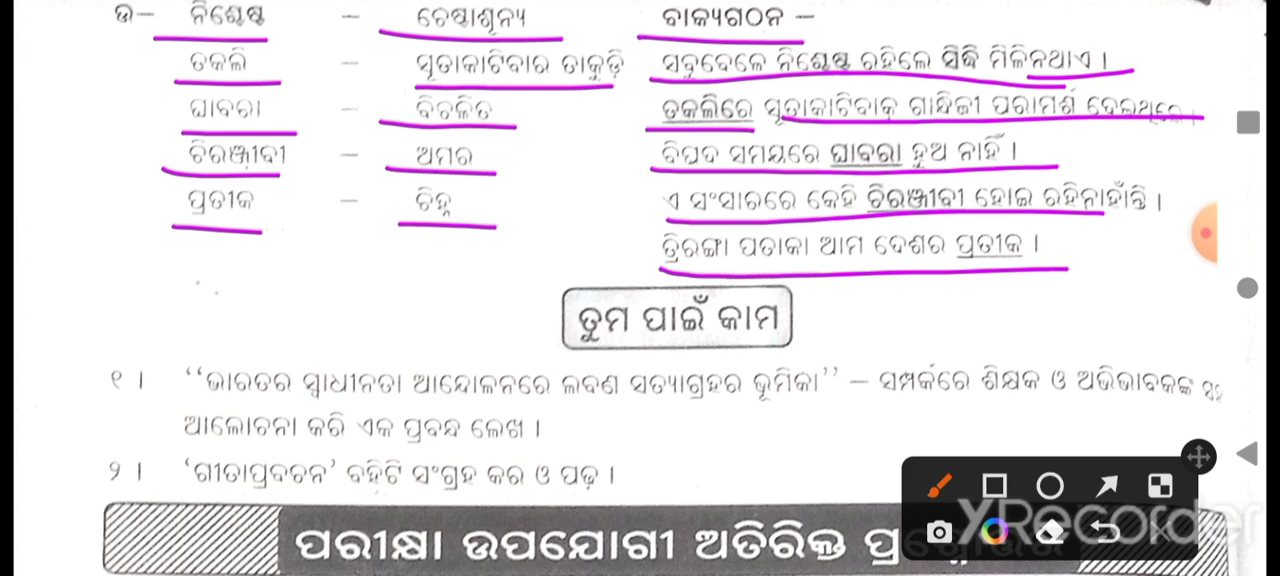 ଉ– ନିଶ୍ଚେଷ୍ଟ – ଚେଷ୍ଟାଶୂନ୍ୟ ବାକ୍ୟଗଠନ –
ତକଲି – ସୂତାକାଟିବାର ତାକୁଡ଼ି ସବୁବେଳେ ନିଶ୍ଚେଷ୍ଟ ରହିଲେ ସିଦ୍ଧି ମିଳିନଥାଏ ।
ଘାବରା – ବିଚଳିତ ତକଲିରେ ସୂତାକାଟିବାକୁ ଗାନ୍ଧିଜୀ ପରାମର୍ଶ ଦେଇଥିଲେ ।
ଚିରଞ୍ଜୀବୀ – ଅମର ବିପଦ ସମୟରେ ଘାବରା ହୁଅ ନାହିଁ ।
ପ୍ରତୀକ – ଚିହ୍ନ ଏ ସଂସାରରେ କେହି ଚିରଞ୍ଜୀବୀ ହୋଇ ରହିନାହାଁନ୍ତି ।
ତ୍ରିରଙ୍ଗା ପତାକା ଆମ ଦେଶର ପ୍ରତୀକ ।
ତୁମ ପାଇଁ କାମ
୧ । ‘‘ଭାରତର ସ୍ୱାଧୀନତା ଆନ୍ଦୋଳନରେ ଲବଣ ସତ୍ୟାଗ୍ରହର ଭୂମିକା’’ – ସମ୍ପର୍କରେ ଶିକ୍ଷକ ଓ ଅଭିଭାବକଙ୍କ ସହ
ଆଲୋଚନା କରି ଏକ ପ୍ରବନ୍ଧ ଲେଖ ।
୨ । ‘ଗୀତାପ୍ରବଚନ’ ବହିଟି ସଂଗ୍ରହ କର ଓ ପଢ଼ ।
ପରୀକ୍ଷା ଉପଯୋଗୀ ଅତିରିକ୍ତ
XRecorder